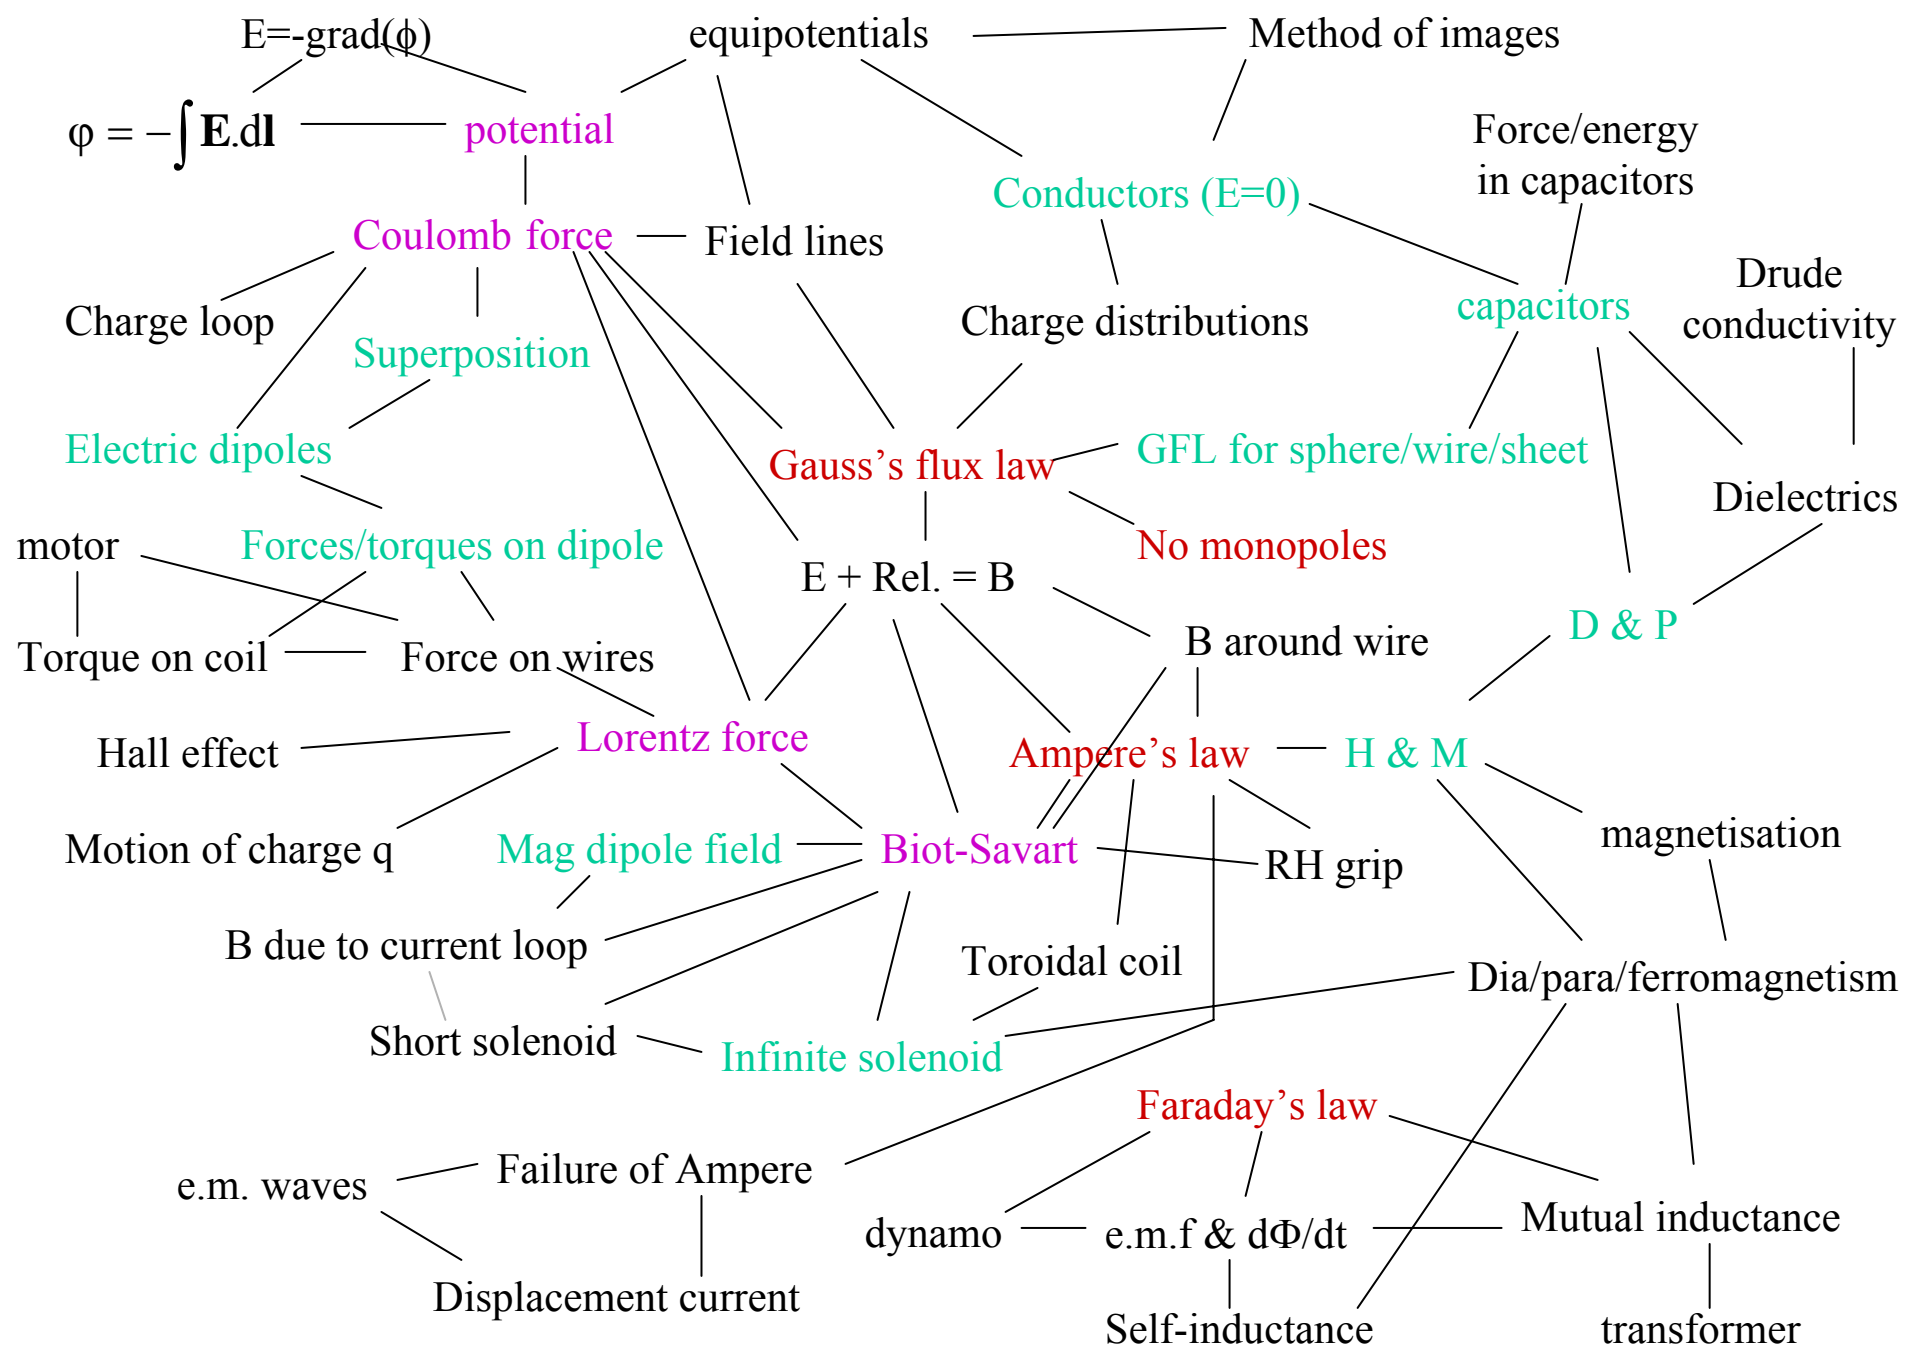 E=-grad(ϕ)
equipotentials
Method of images
φ = −∫ E.dl
potential
Force/energy
in capacitors
Conductors (E=0)
Coulomb force
Field lines
Drude
conductivity
Charge loop
Charge distributions
capacitors
Superposition
Electric dipoles
Gauss’s flux law
GFL for sphere/wire/sheet
Dielectrics
motor
Forces/torques on dipole
No monopoles
E + Rel. = B
D & P
Torque on coil
Force on wires
B around wire
Hall effect
Lorentz force
Ampere’s law
H & M
Motion of charge q
Mag dipole field
Biot-Savart
RH grip
magnetisation
B due to current loop
Toroidal coil
Dia/para/ferromagnetism
Short solenoid
Infinite solenoid
Faraday’s law
e.m. waves
Failure of Ampere
dynamo
e.m.f & dΦ/dt
Mutual inductance
Displacement current
Self-inductance
transformer